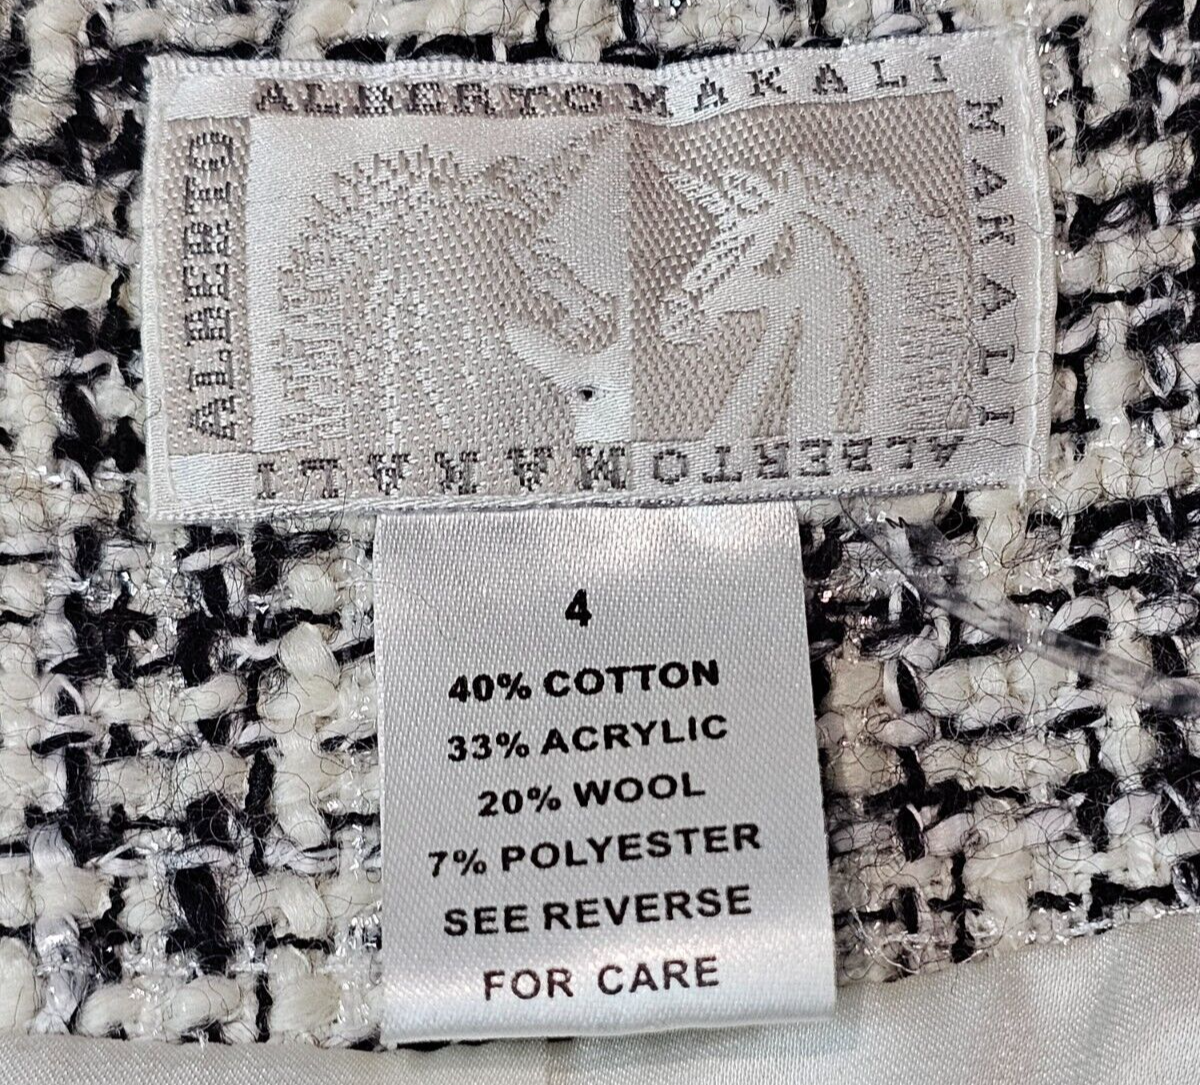 ALBERTO MAKALI
ALBERTO
MAKALI
ALBERTO MAKALI
4
40% COTTON
33% ACRYLIC
20% WOOL
7% POLYESTER
SEE REVERSE
FOR CARE